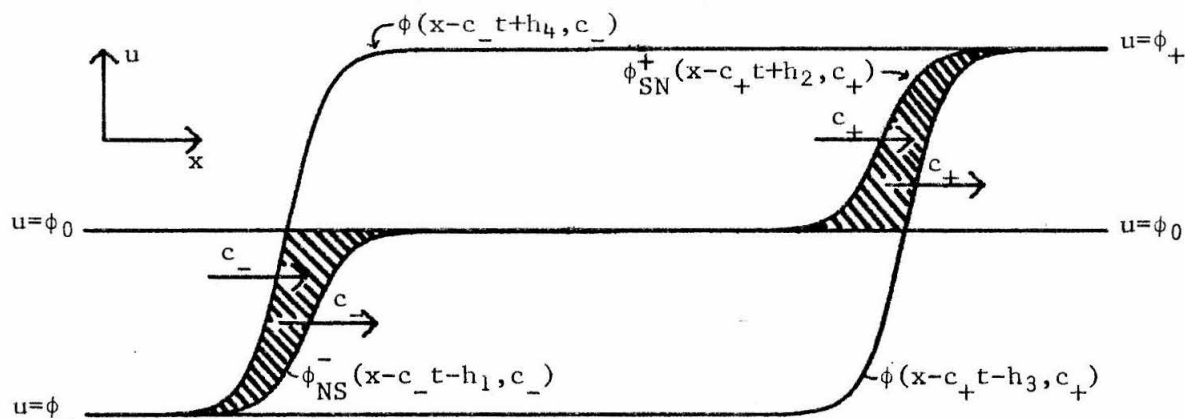 ϕ(x-c_t+h₄,c_)
u=ϕ₊
u
ϕ⁺SN(x-c₊t+h₂,c₊)
c₊
x
c₊
u=ϕ₀
u=ϕ₀
c_
c_
ϕ⁻NS(x-c_t-h₁,c_)
ϕ(x-c₊t-h₃,c₊)
u=ϕ